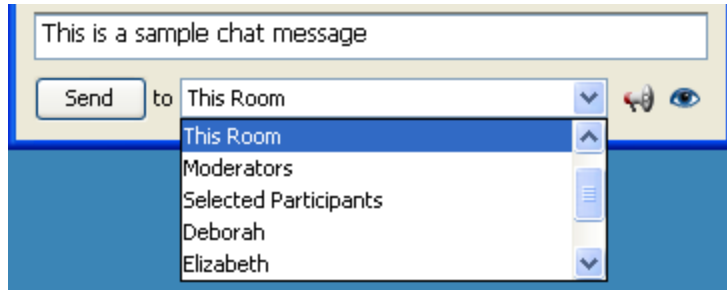 This is a sample chat message
Send to This Room
This Room
Moderators
Selected Participants
Deborah
Elizabeth